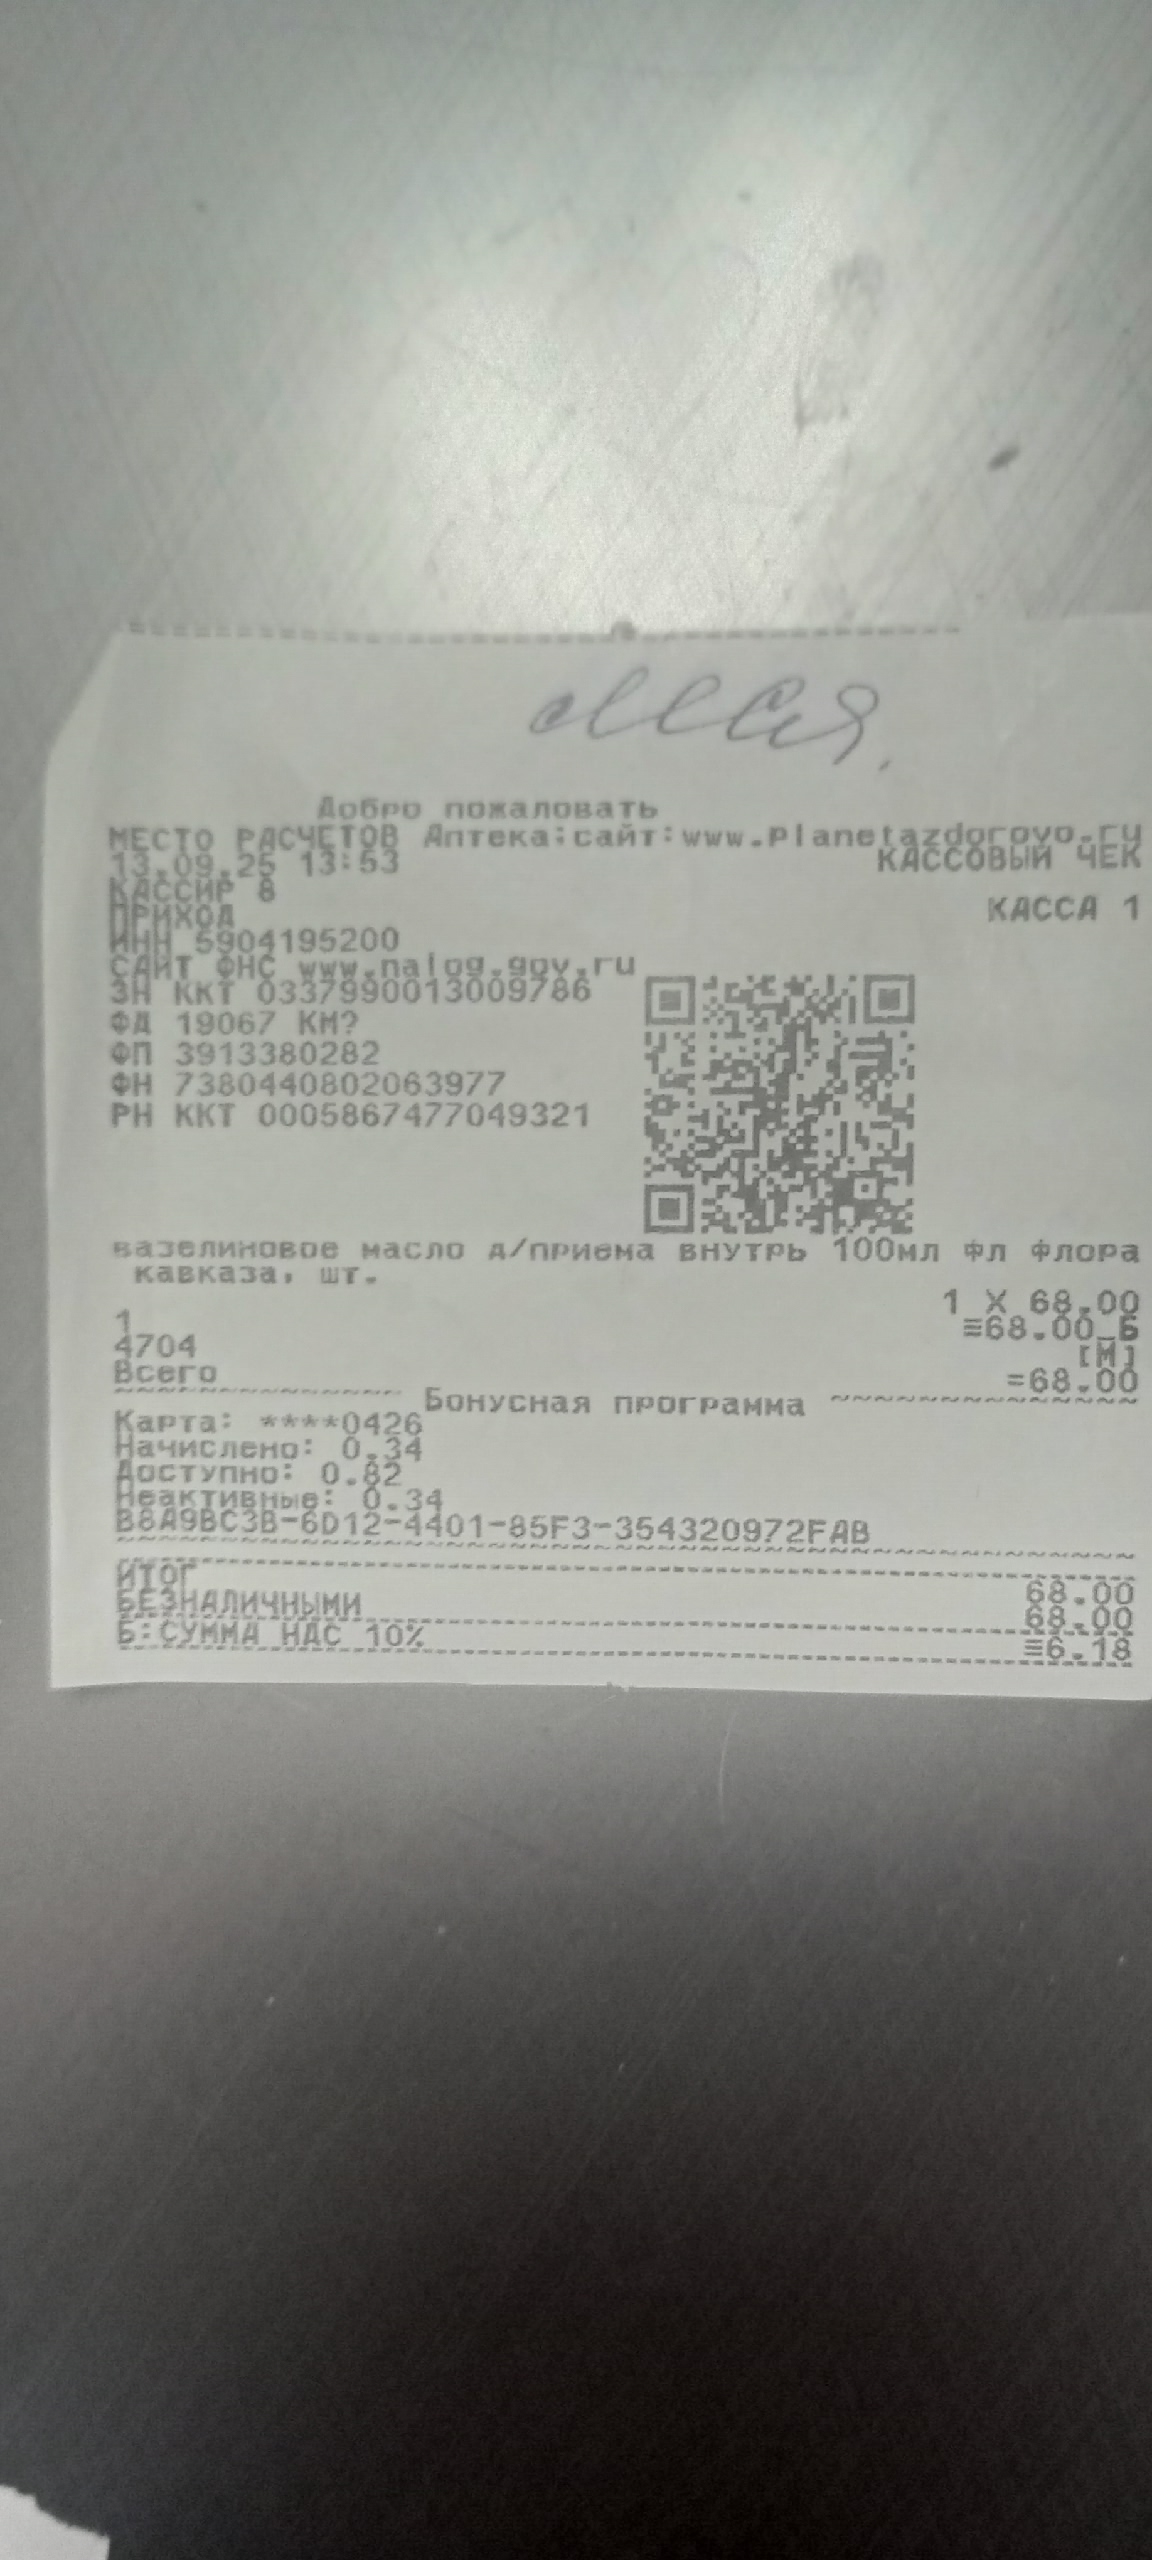 Добро пожаловать
МЕСТО РАСЧЕТОВ Аптека;сайт:www.planetazdorovo.ru
13.09.25 13:53 КАССОВЫЙ ЧЕК
КАССИР 8
ПРИХОД КАССА 1
ИНН 5904195200
САЙТ ФНС www.nalog.gov.ru
ЗН ККТ 0337990013009786
ФД 19067 КМ?
ФП 3913380282
ФН 7380440802063977
РН ККТ 0005867477049321
вазелиновое масло д/приема внутрь 100мл фл флора
кавказа, шт.
1 X 68.00
1 ≡68.00_Б
4704 [М]
Всего =68.00
Бонусная программа
Карта: ****0426
Начислено: 0.34
Доступно: 0.82
Неактивные: 0.34
B8A9BC3B-6D12-4401-85F3-354320972FAB
ИТОГ 68.00
БЕЗНАЛИЧНЫМИ 68.00
Б:СУММА НДС 10% ≡6.18